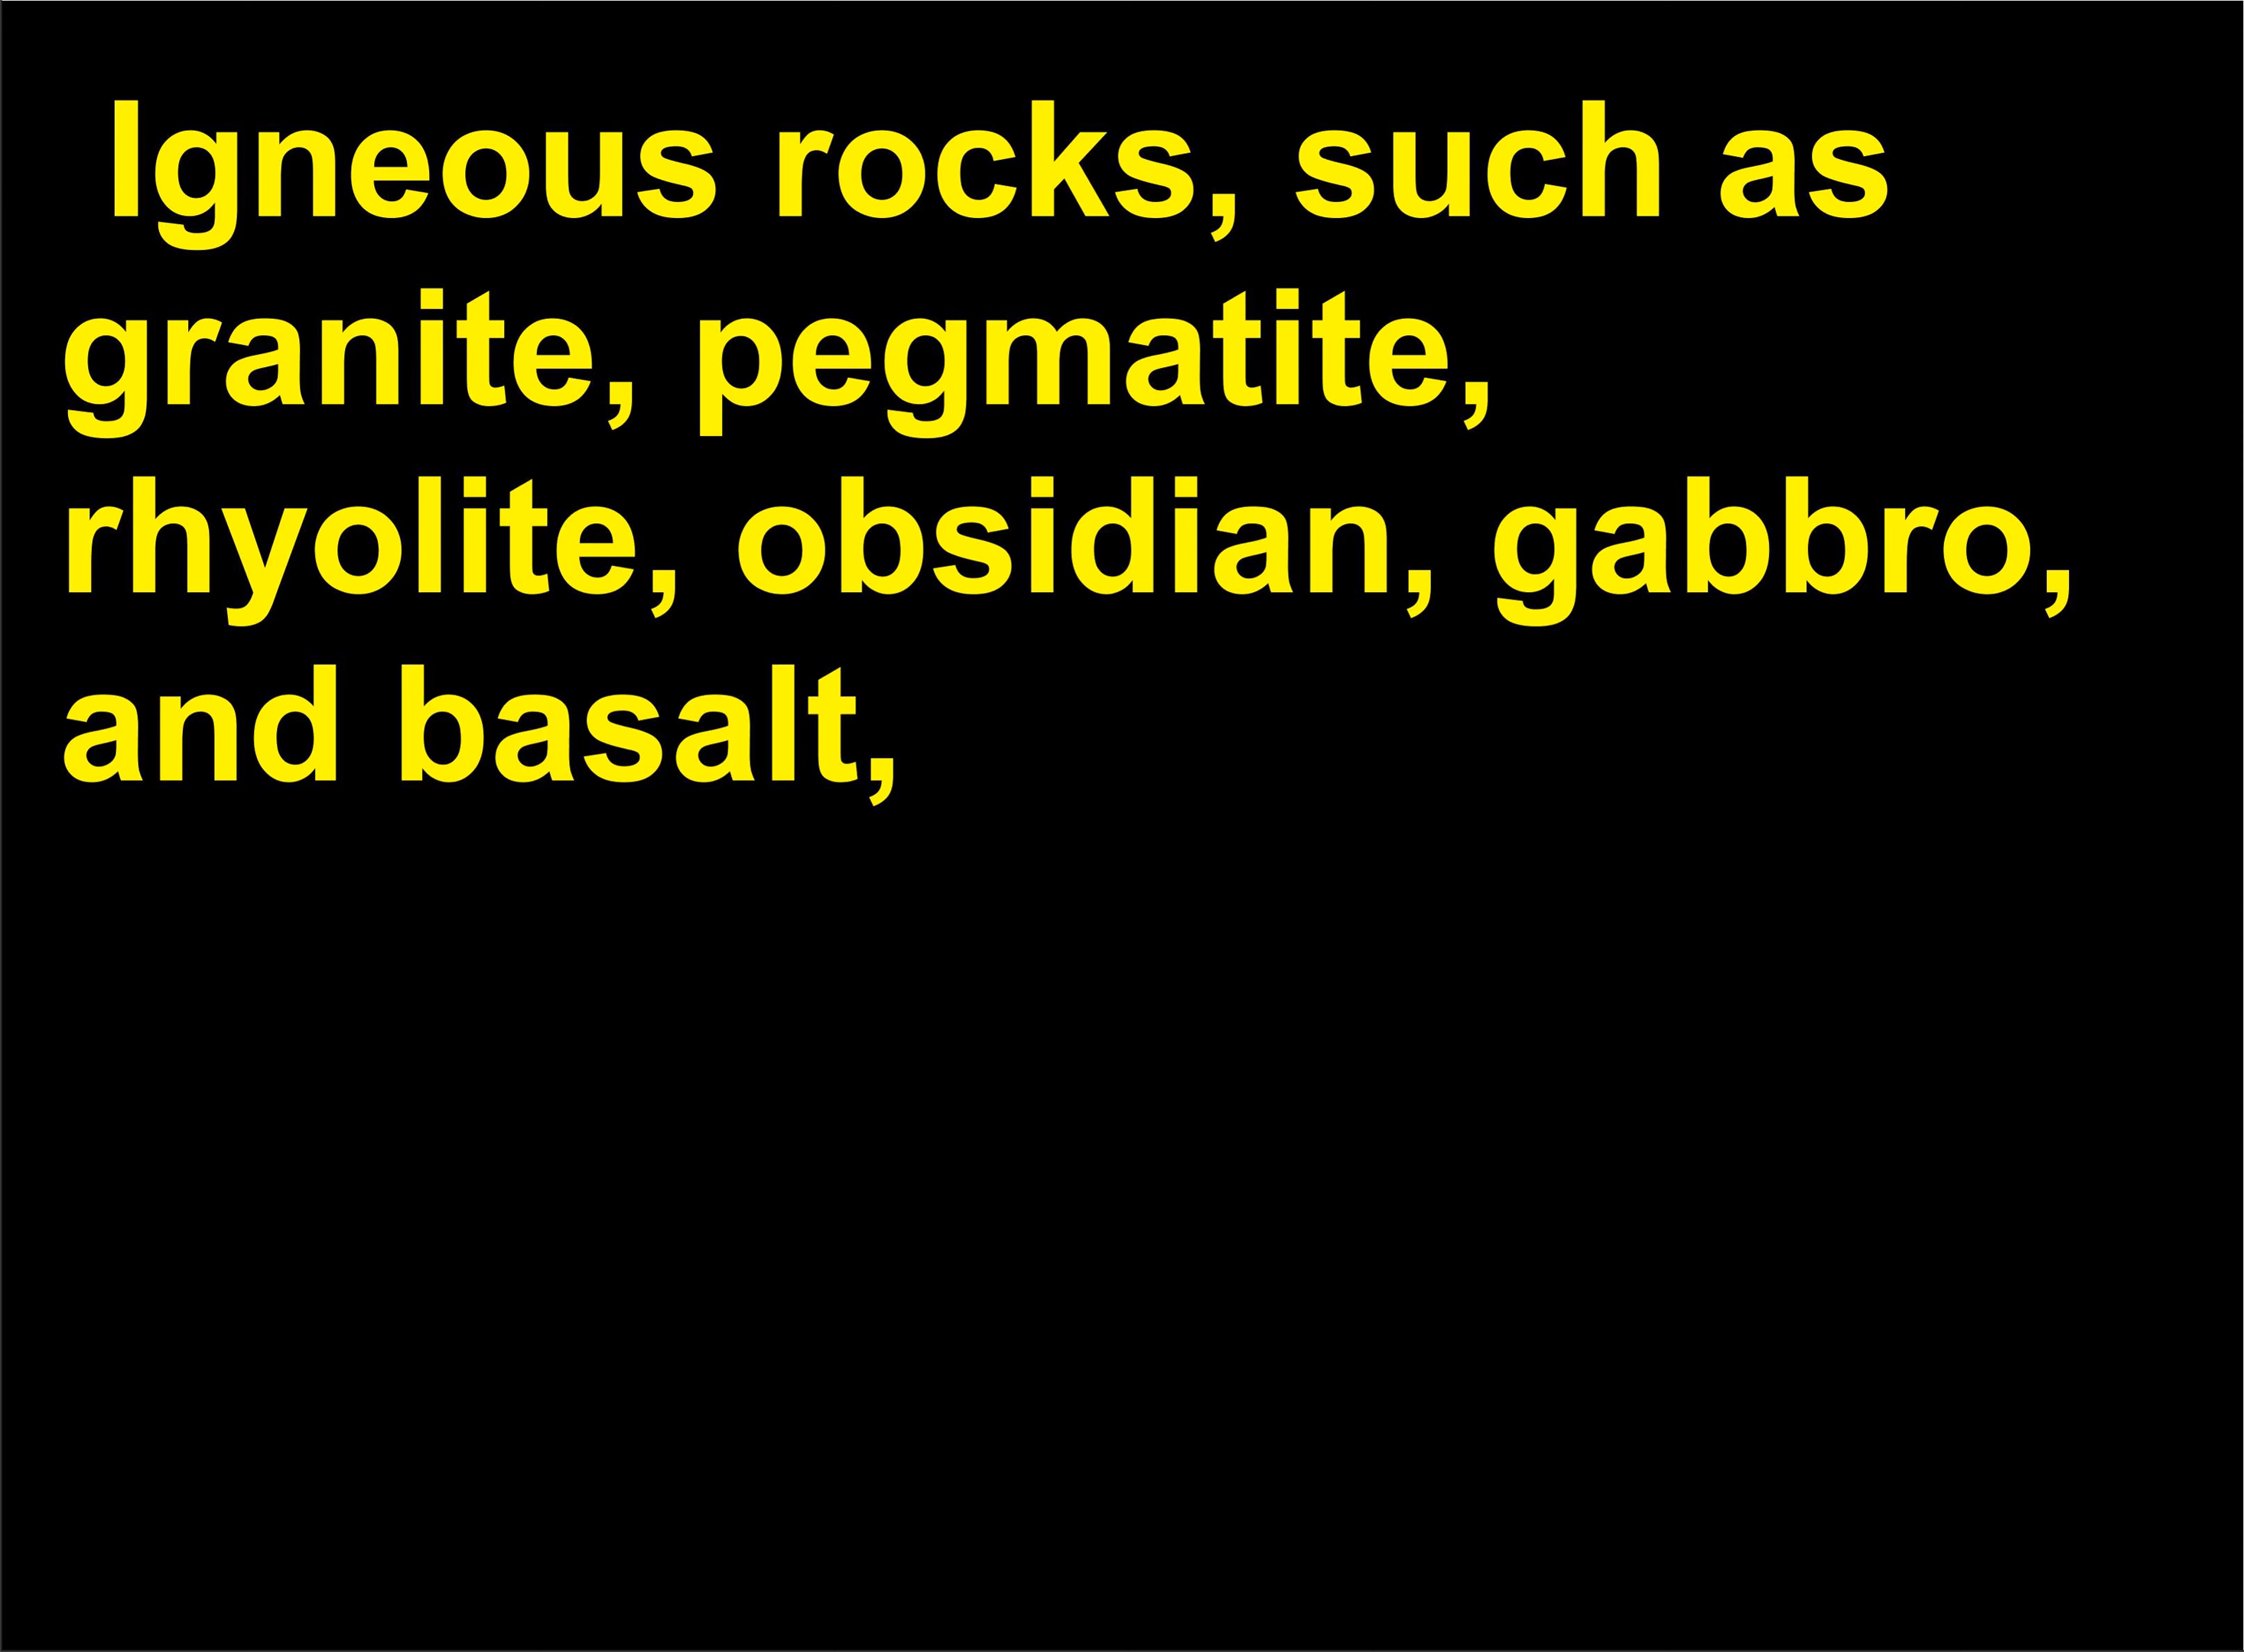 Igneous rocks, such as
granite, pegmatite,
rhyolite, obsidian, gabbro,
and basalt,